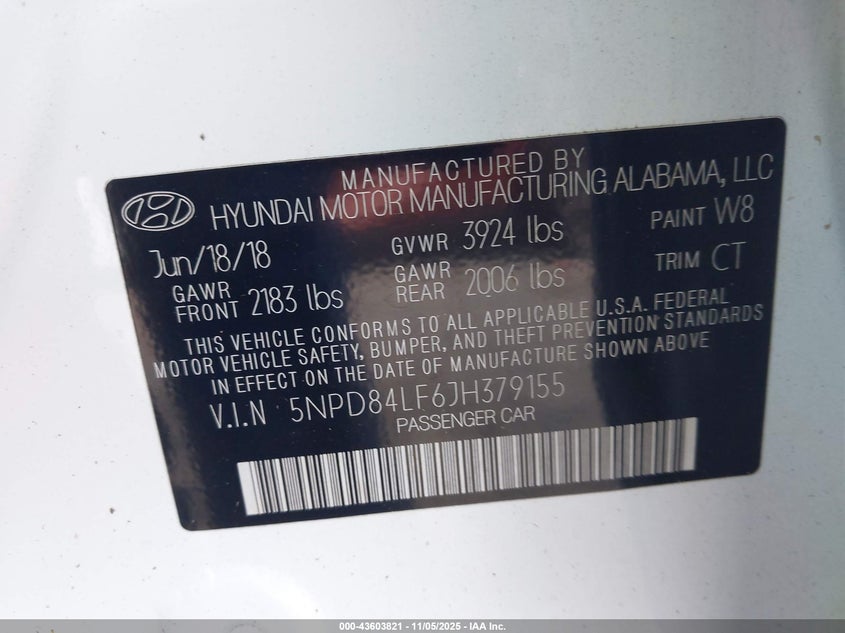 MANUFACTURED BY
HYUNDAI MOTOR MANUFACTURING ALABAMA, LLC
Jun/18/18 GVWR 3924 lbs PAINT W8
GAWR FRONT 2183 lbs GAWR REAR 2006 lbs TRIM CT
THIS VEHICLE CONFORMS TO ALL APPLICABLE U.S.A. FEDERAL
MOTOR VEHICLE SAFETY, BUMPER, AND THEFT PREVENTION STANDARDS
IN EFFECT ON THE DATE OF MANUFACTURE SHOWN ABOVE
V.I.N 5NPD84LF6JH379155
PASSENGER CAR
000-43603821 - 11/05/2025 - IAA Inc.